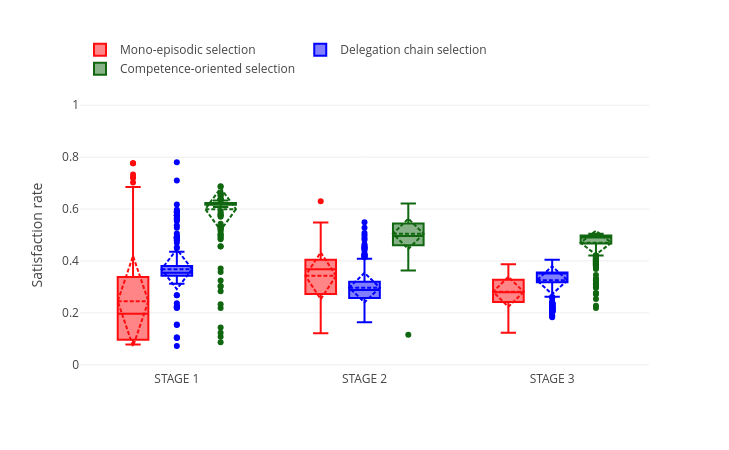 Mono-episodic selection
Delegation chain selection
Competence-oriented selection
1
0.8
0.6
0.4
0.2
0
Satisfaction rate
STAGE 1
STAGE 2
STAGE 3